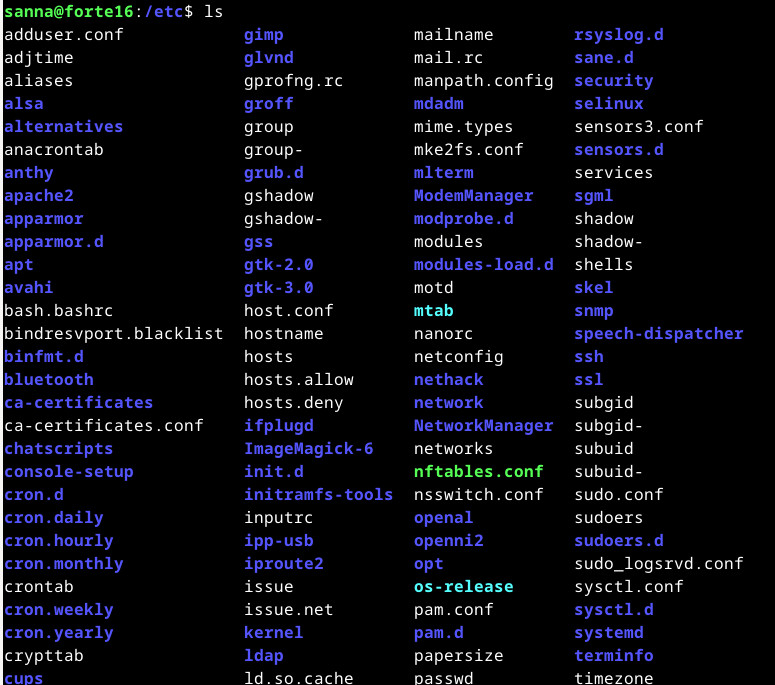 sanna@forte16:/etc$ ls
adduser.conf gimp mailname rsyslog.d
adjtime glvnd mail.rc sane.d
aliases gprofng.rc manpath.config security
alsa groff mdadm selinux
alternatives group mime.types sensors3.conf
anacrontab group- mke2fs.conf sensors.d
anthy grub.d mlterm services
apache2 gshadow ModemManager sgml
apparmor gshadow- modprobe.d shadow
apparmor.d gss modules shadow-
apt gtk-2.0 modules-load.d shells
avahi gtk-3.0 motd skel
bash.bashrc host.conf mtab snmp
bindresvport.blacklist hostname nanorc speech-dispatcher
binfmt.d hosts netconfig ssh
bluetooth hosts.allow nethack ssl
ca-certificates hosts.deny network subgid
ca-certificates.conf ifplugd NetworkManager subgid-
chatscripts ImageMagick-6 networks subuid
console-setup init.d nftables.conf subuid-
cron.d initramfs-tools nsswitch.conf sudo.conf
cron.daily inputrc openal sudoers
cron.hourly ipp-usb openni2 sudoers.d
cron.monthly iproute2 opt sudo_logsrvd.conf
crontab issue os-release sysctl.conf
cron.weekly issue.net pam.conf sysctl.d
cron.yearly kernel pam.d systemd
crypttab ldap papersize terminfo
cups ld.so.cache passwd timezone